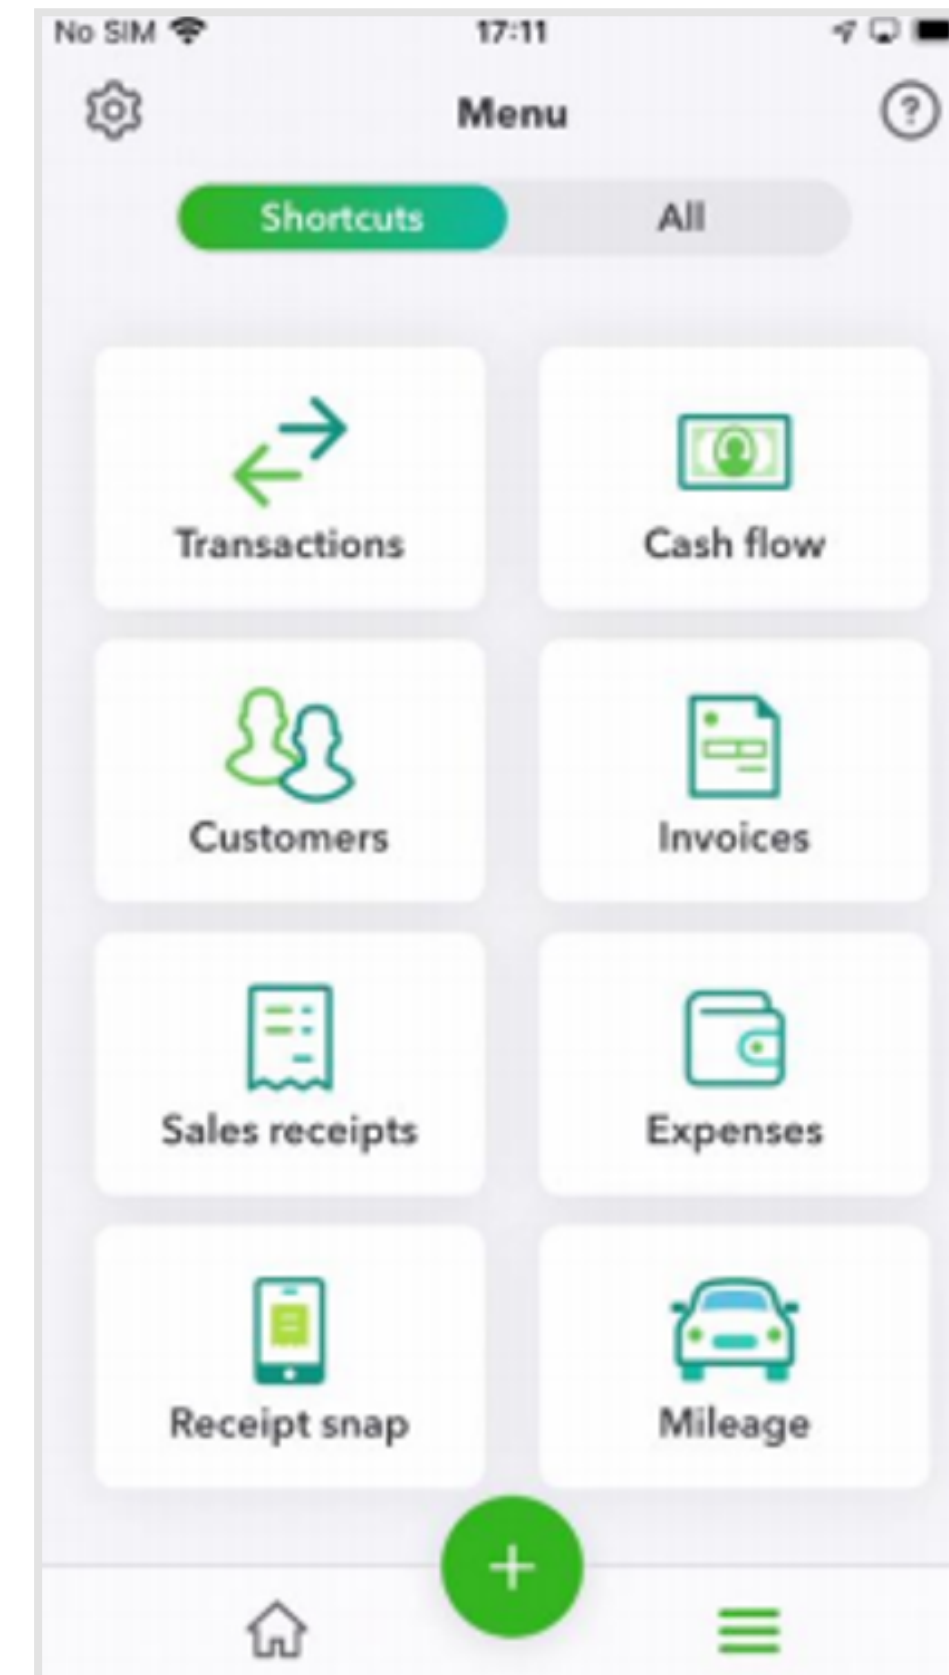 No SIM 17:11
Menu
?
Shortcuts All
Transactions Cash flow
Customers Invoices
Sales receipts Expenses
Receipt snap Mileage
+